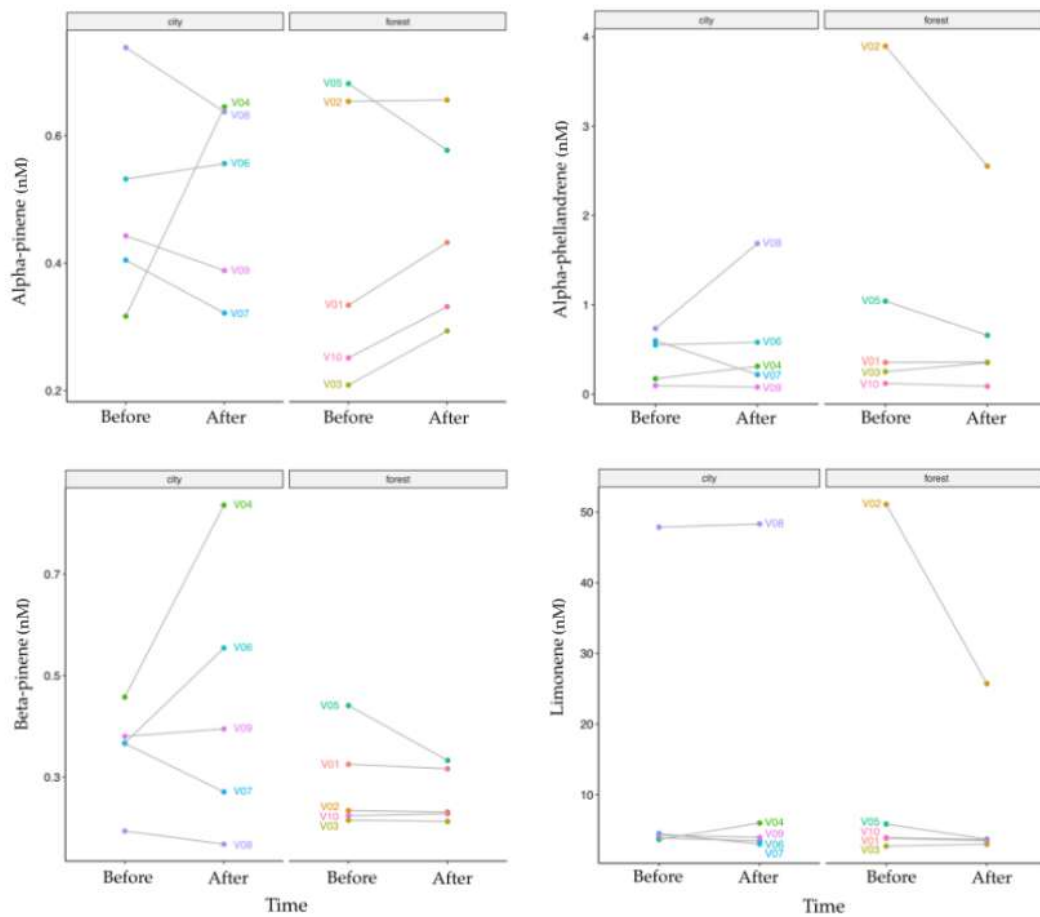 city
forest
Alpha-pinene (nM)
0.6
0.4
0.2
V04
V08
V06
V09
V07
V05
V02
V01
V10
V03
Before
After
Before
After
city
forest
Alpha-phellandrene (nM)
4
3
2
1
0
V08
V06
V04
V07
V09
V02
V05
V01
V03
V10
Before
After
Before
After
city
forest
Beta-pinene (nM)
0.7
0.5
0.3
V04
V06
V09
V07
V08
V05
V01
V02
V10
V03
Before
After
Before
After
Time
city
forest
Limonene (nM)
50
40
30
20
10
V08
V04
V09
V06
V07
V02
V05
V10
V01
V03
Before
After
Before
After
Time